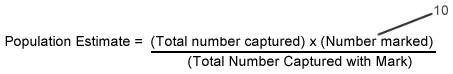 10
Population Estimate = (Total number captured) x (Number marked)
(Total Number Captured with Mark)